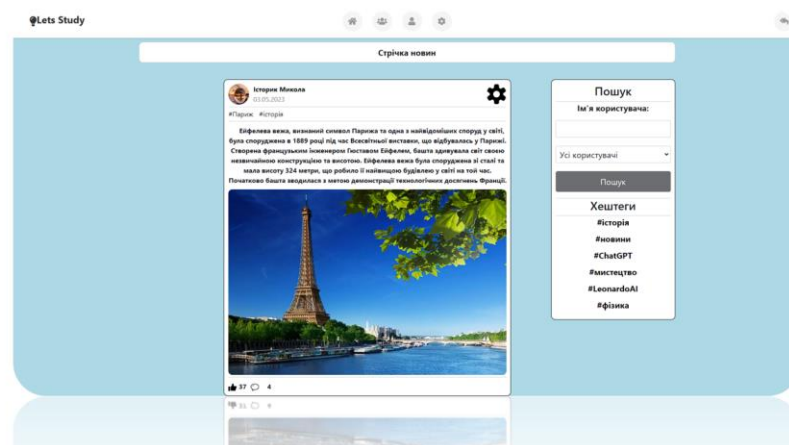 Lets Study
Стрічка новин
Історик Микола
03.05.2023
#Париж #історія
Ейфелева вежа, визнаний символ Парижа та одна з найвідоміших споруд у світі,
була споруджена в 1889 році під час Всесвітньої виставки, що відбувалась у Парижі.
Створена французьким інженером Гюставом Ейфелем, башта здивувала світ своєю
незвичайною конструкцією та висотою. Ейфелева вежа була споруджена зі сталі та
мала висоту 324 метри, що робило її найвищою будівлею у світі на той час.
Початково башта зводилася з метою демонстрації технологічних досягнень Франції.
37 4
Пошук
Ім'я користувача:
Усі користувачі
Пошук
Хештеги
#історія
#новини
#ChatGPT
#мистецтво
#LeonardoAI
#фізика